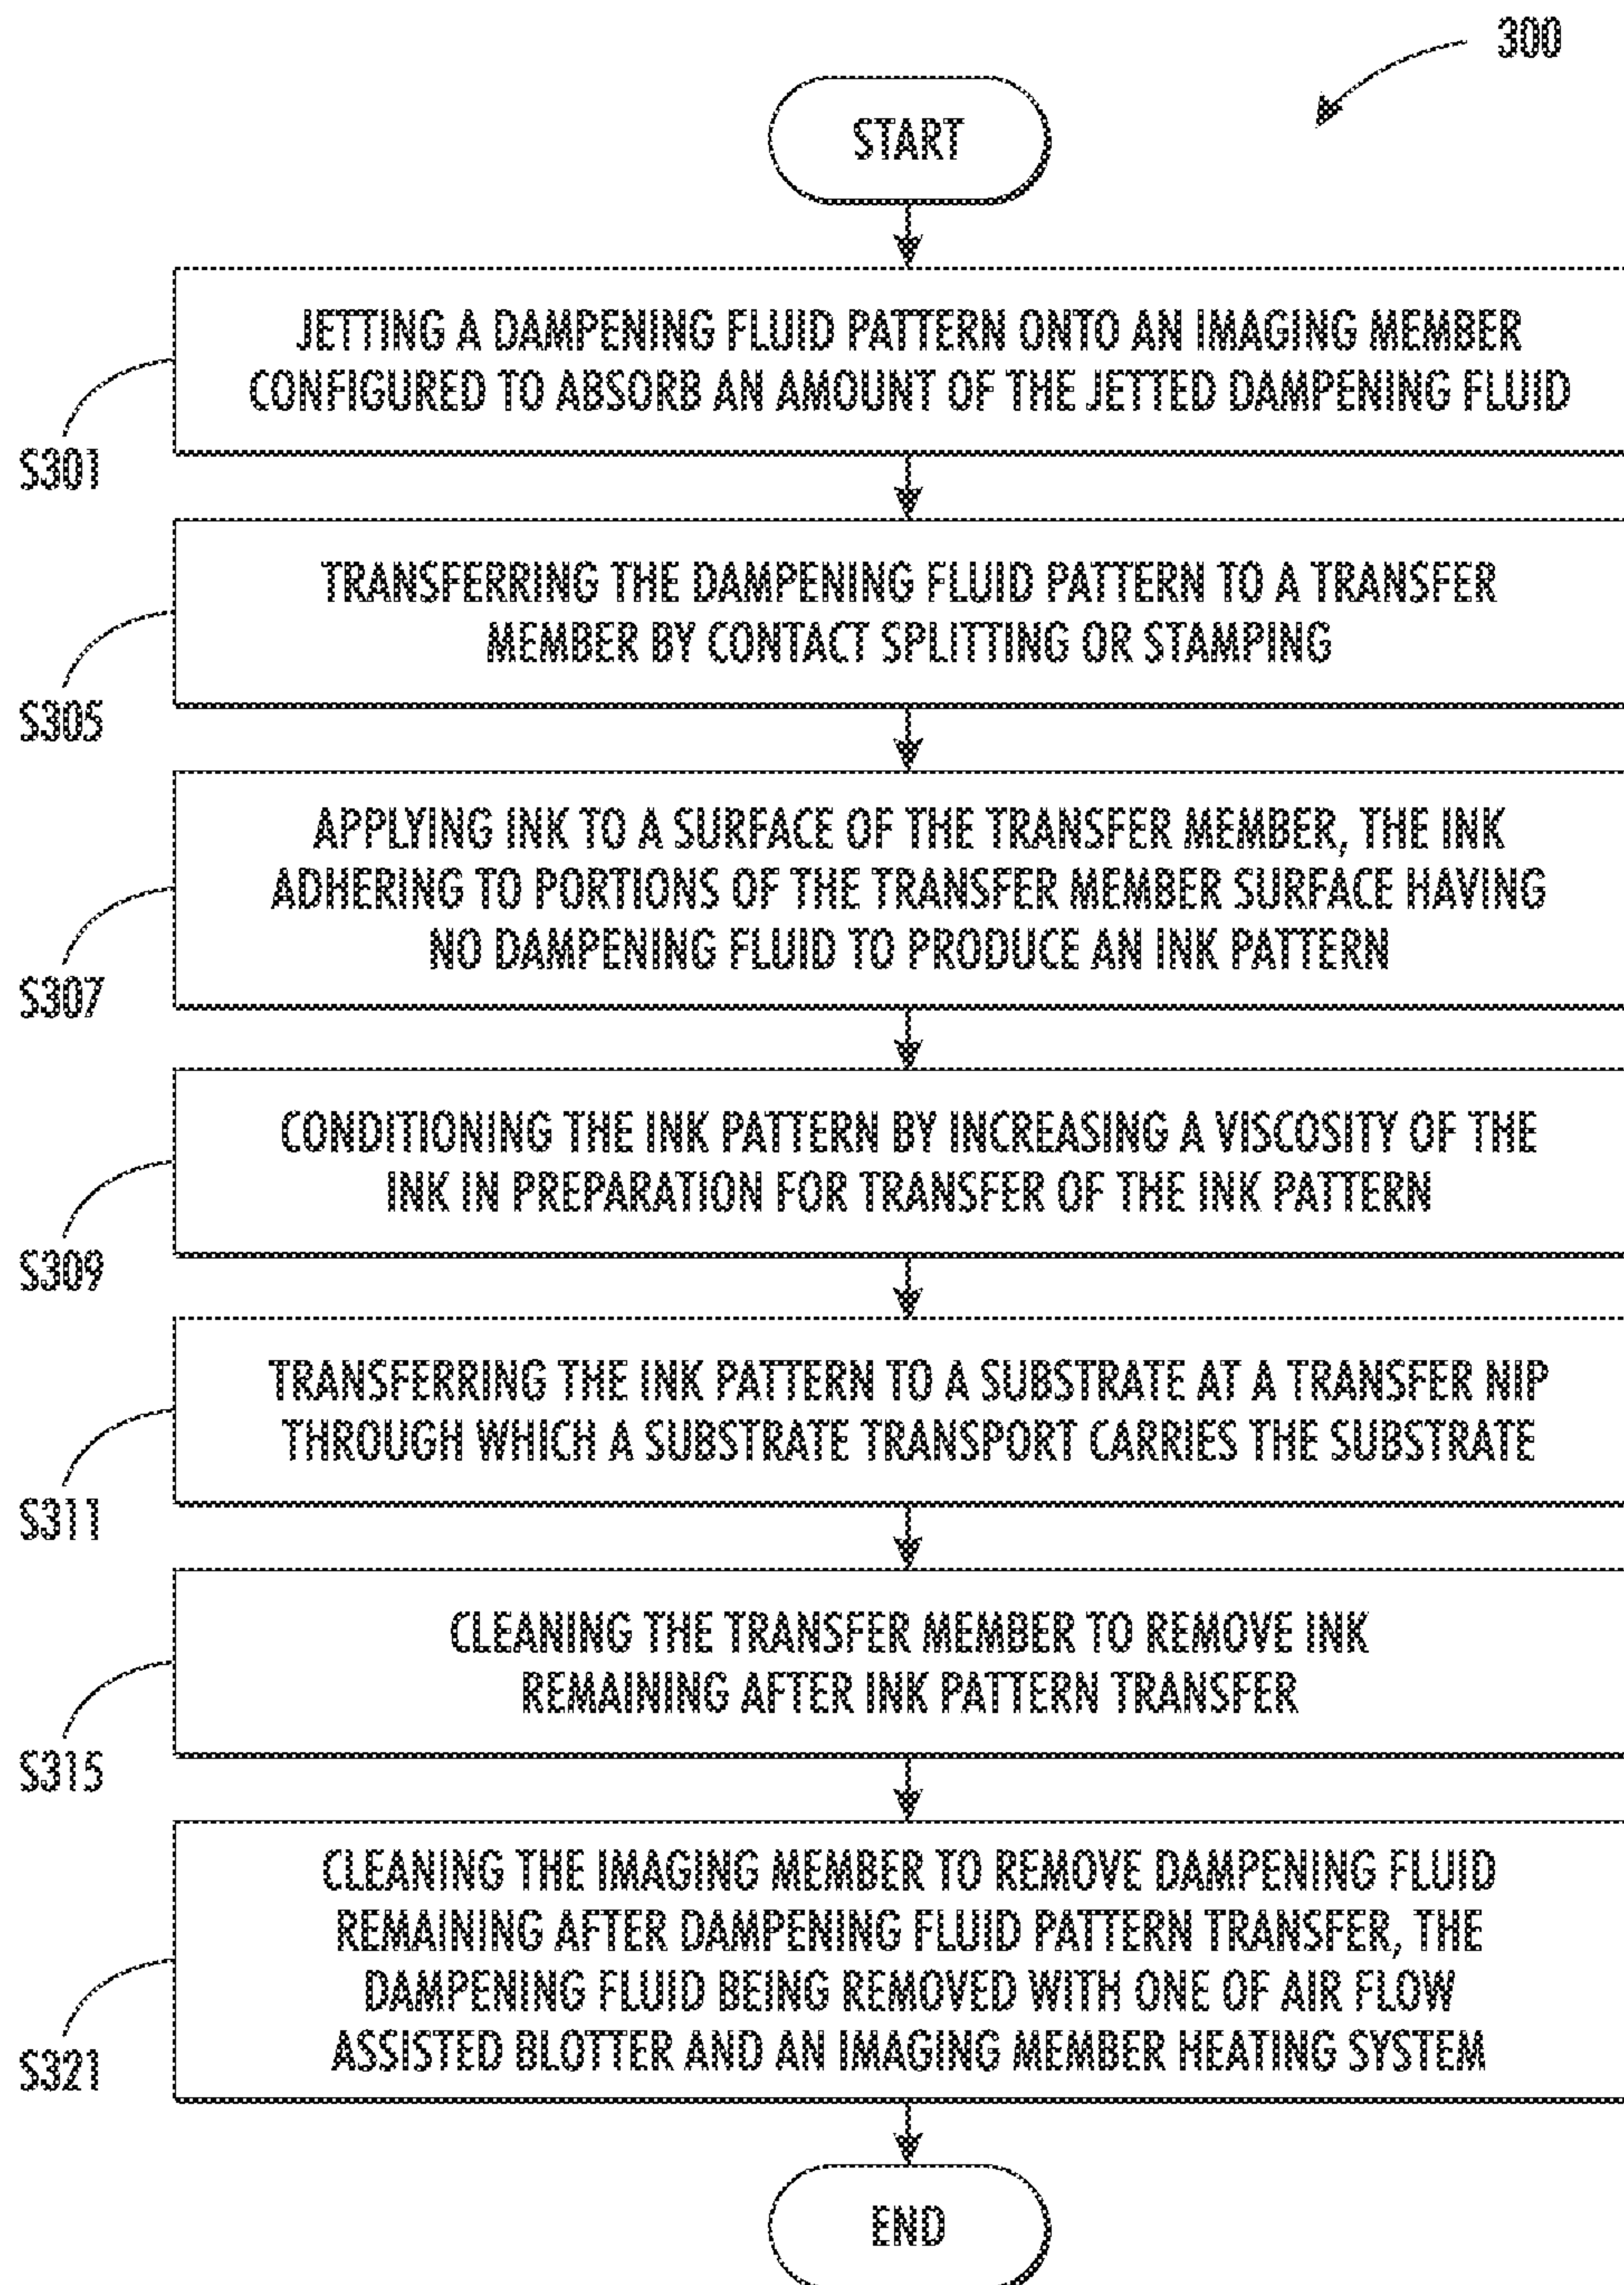 300
START
JETTING A DAMPENING FLUID PATTERN ONTO AN IMAGING MEMBER
CONFIGURED TO ABSORB AN AMOUNT OF THE JETTED DAMPENING FLUID
S301
TRANSFERRING THE DAMPENING FLUID PATTERN TO A TRANSFER
MEMBER BY CONTACT SPLITTING OR STAMPING
S305
APPLYING INK TO A SURFACE OF THE TRANSFER MEMBER, THE INK
ADHERING TO PORTIONS OF THE TRANSFER MEMBER SURFACE HAVING
NO DAMPENING FLUID TO PRODUCE AN INK PATTERN
S307
CONDITIONING THE INK PATTERN BY INCREASING A VISCOSITY OF THE
INK IN PREPARATION FOR TRANSFER OF THE INK PATTERN
S309
TRANSFERRING THE INK PATTERN TO A SUBSTRATE AT A TRANSFER NIP
THROUGH WHICH A SUBSTRATE TRANSPORT CARRIES THE SUBSTRATE
S311
CLEANING THE TRANSFER MEMBER TO REMOVE INK
REMAINING AFTER INK PATTERN TRANSFER
S315
CLEANING THE IMAGING MEMBER TO REMOVE DAMPENING FLUID
REMAINING AFTER DAMPENING FLUID PATTERN TRANSFER, THE
DAMPENING FLUID BEING REMOVED WITH ONE OF AIR FLOW
ASSISTED BLOTTER AND AN IMAGING MEMBER HEATING SYSTEM
S321
END